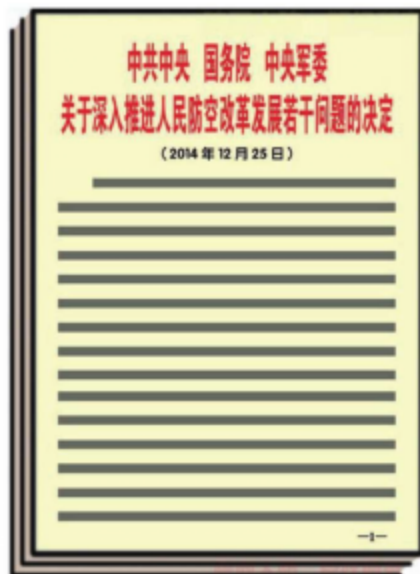 中共中央 国务院 中央军委
关于深入推进人民防空改革发展若干问题的决定
（2014年12月25日）
—1—